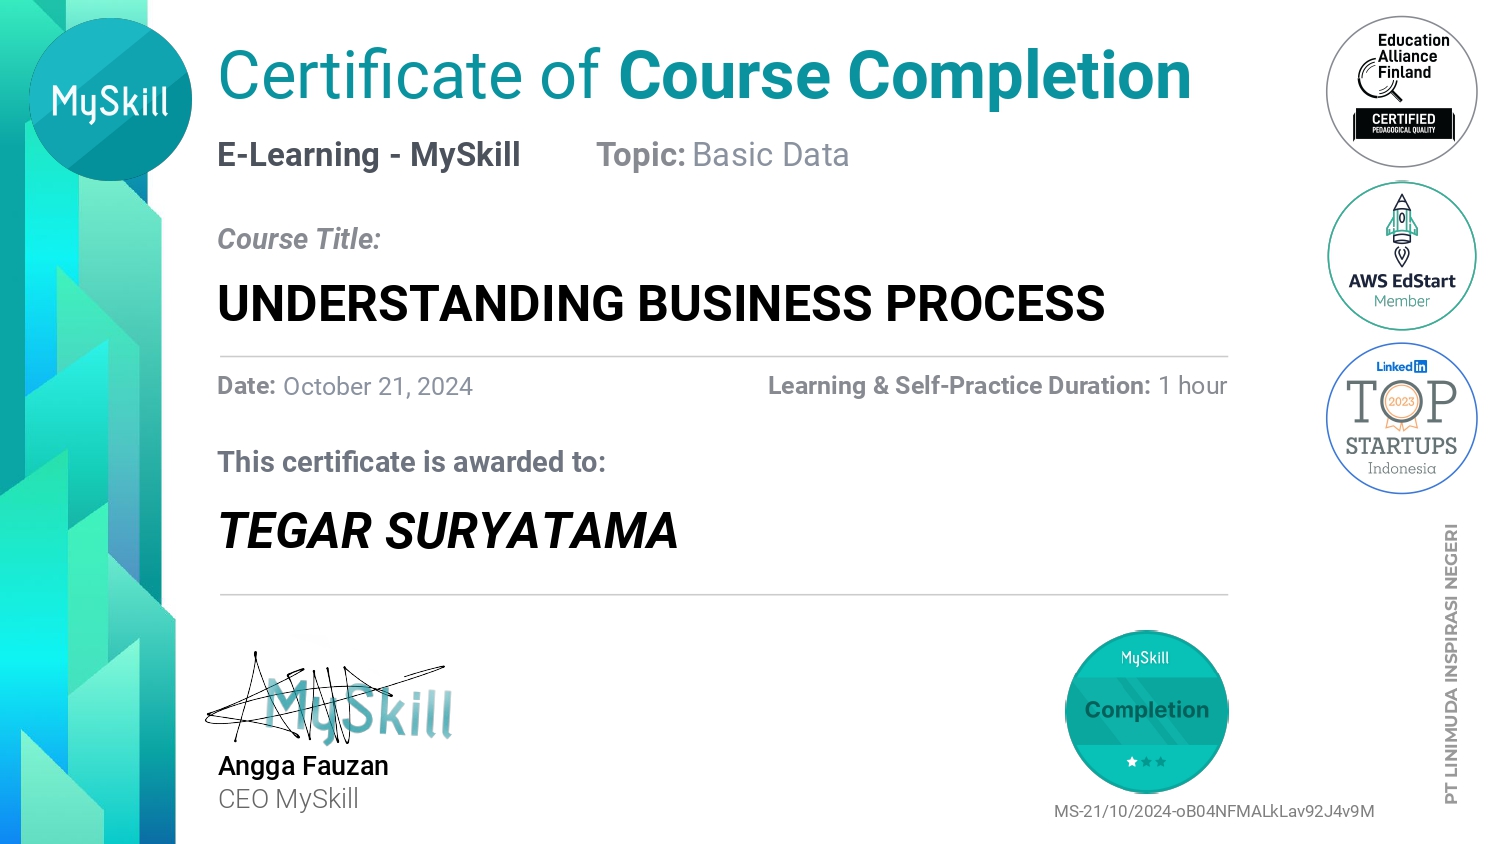 MySkill
Certificate of Course Completion
E-Learning - MySkill Topic: Basic Data
Course Title:
UNDERSTANDING BUSINESS PROCESS
Date: October 21, 2024 Learning & Self-Practice Duration: 1 hour
This certificate is awarded to:
TEGAR SURYATAMA
MySkill
Angga Fauzan
CEO MySkill
MySkill
Completion
MS-21/10/2024-oB04NFMALkLav92J4v9M
Education
Alliance
Finland
CERTIFIED
PEDAGOGICAL QUALITY
AWS EdStart
Member
Linked in
TOP
2023
STARTUPS
Indonesia
PT LINIMUDA INSPIRASI NEGERI